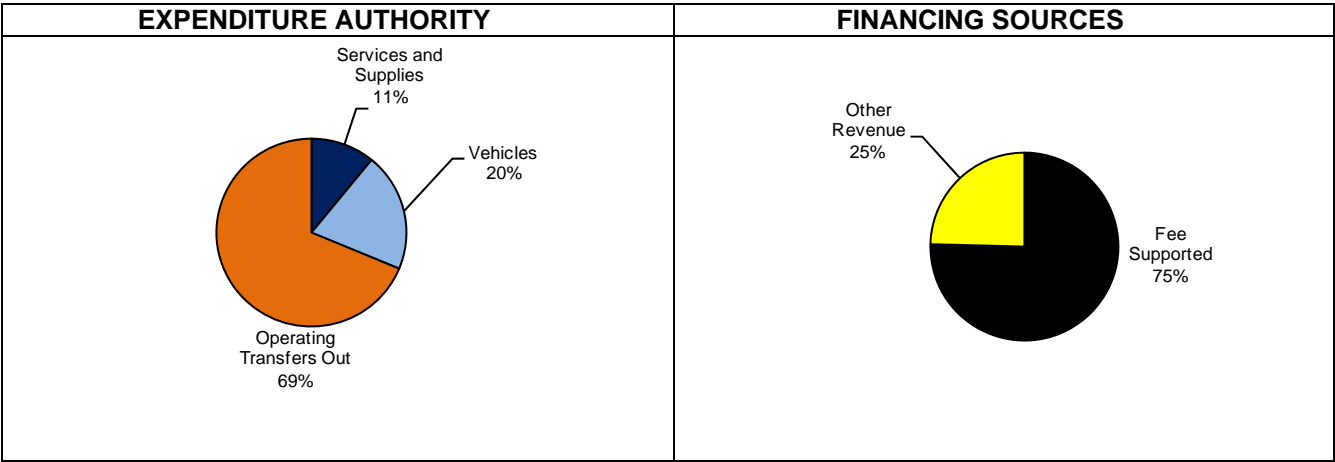 EXPENDITURE AUTHORITY
FINANCING SOURCES
Services and
Supplies
11%
Vehicles
20%
Operating
Transfers Out
69%
Other
Revenue
25%
Fee
Supported
75%